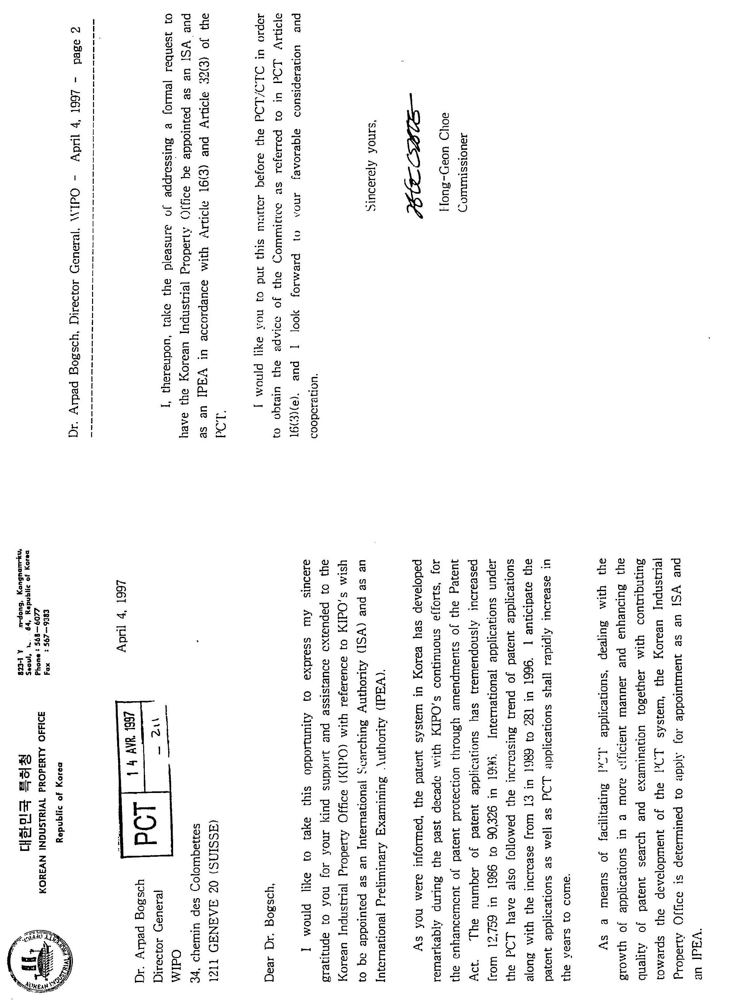 KOREAN INDUSTRIAL PROPERTY OFFICE
대한민국 특허청
KOREAN INDUSTRIAL PROPERTY OFFICE
Republic of Korea
823-1 Y n-dong, Kangnam-ku,
Seoul, 84, Republic of Korea
Phone : 568-6077
Fax : 567-9383
April 4, 1997
PCT
1 4 AVR. 1997
- 211
Dr. Arpad Bogsch
Director General
WIPO
34, chemin des Colombettes
1211 GENEVE 20 (SUISSE)
Dear Dr. Bogsch,
I would like to take this opportunity to express my sincere
gratitude to you for your kind support and assistance extended to the
Korean Industrial Property Office (KIPO) with reference to KIPO's wish
to be appointed as an International Searching Authority (ISA) and as an
International Preliminary Examining Authority (IPEA).
As you were informed, the patent system in Korea has developed
remarkably during the past decade with KIPO's continuous efforts, for
the enhancement of patent protection through amendments of the Patent
Act. The number of patent applications has tremendously increased
from 12,759 in 1986 to 90,326 in 1996. International applications under
the PCT have also followed the increasing trend of patent applications
along with the increase from 13 in 1989 to 281 in 1996. I anticipate the
patent applications as well as PCT applications shall rapidly increase in
the years to come.
As a means of facilitating PCT applications, dealing with the
growth of applications in a more efficient manner and enhancing the
quality of patent search and examination together with contributing
towards the development of the PCT system, the Korean Industrial
Property Office is determined to apply for appointment as an ISA and
an IPEA.
Dr. Arpad Bogsch, Director General, WIPO - April 4, 1997 - page 2
I, thereupon, take the pleasure of addressing a formal request to
have the Korean Industrial Property Office be appointed as an ISA and
as an IPEA in accordance with Article 16(3) and Article 32(3) of the
PCT.
I would like you to put this matter before the PCT/CTC in order
to obtain the advice of the Committee as referred to in PCT Article
16(3)(e). and I look forward to your favorable consideration and
cooperation.
Sincerely yours,
Hong-Geon Choe
Commissioner